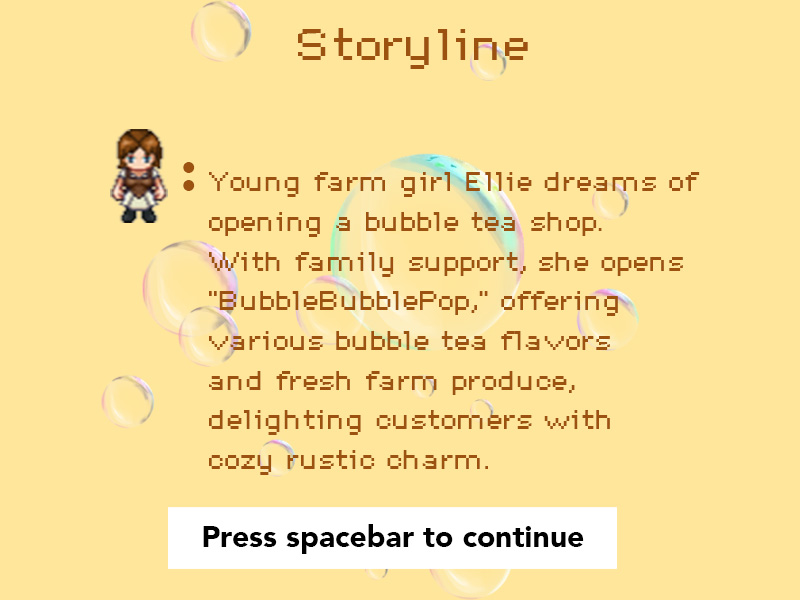 Storyline
: Young farm girl Ellie dreams of
opening a bubble tea shop.
With family support, she opens
"BubbleBubblePop," offering
various bubble tea flavors
and fresh farm produce,
delighting customers with
cozy rustic charm.
Press spacebar to continue